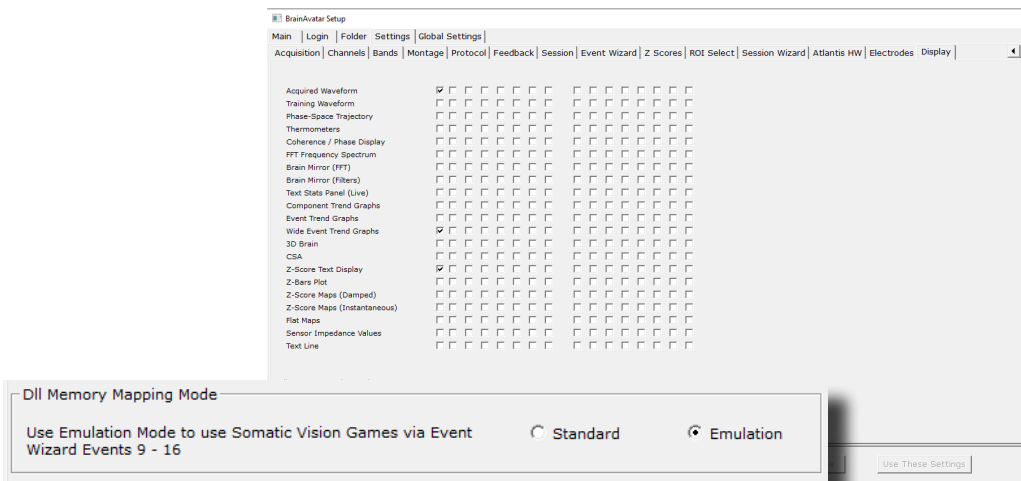 BrainAvatar Setup
Main Login Folder Settings Global Settings
Acquisition Channels Bands Montage Protocol Feedback Session Event Wizard Z Scores ROI Select Session Wizard Atlantis HW Electrodes Display
Acquired Waveform
Training Waveform
Phase-Space Trajectory
Thermometers
Coherence / Phase Display
FFT Frequency Spectrum
Brain Mirror (FFT)
Brain Mirror (Filters)
Text Stats Panel (Live)
Component Trend Graphs
Event Trend Graphs
Wide Event Trend Graphs
3D Brain
CSA
Z-Score Text Display
Z-Bars Plot
Z-Score Maps (Damped)
Z-Score Maps (Instantaneous)
Flat Maps
Sensor Impedance Values
Text Line
Dll Memory Mapping Mode
Use Emulation Mode to use Somatic Vision Games via Event
Wizard Events 9 - 16
Standard Emulation
Use These Settings